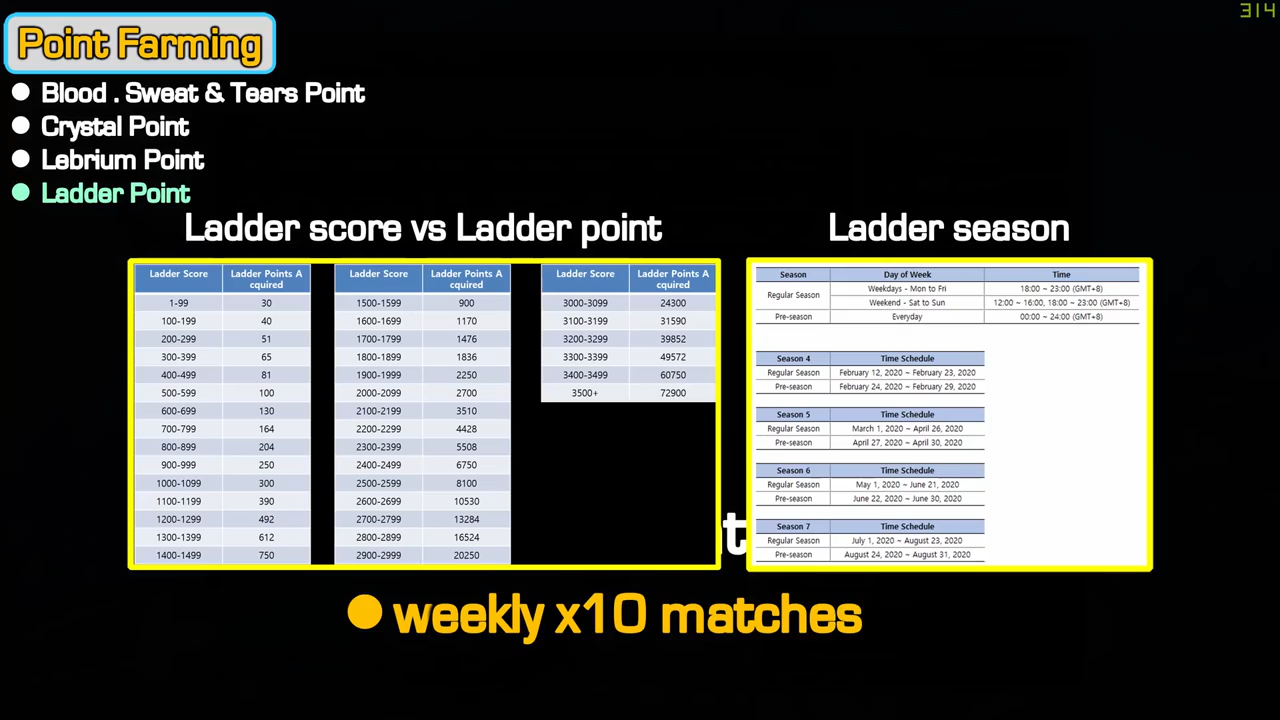 314
Point Farming
Blood . Sweat & Tears Point
Crystal Point
Lebrium Point
Ladder Point
Ladder score vs Ladder point
Ladder Score Ladder Points A
cquired
1-99 30
100-199 40
200-299 51
300-399 65
400-499 81
500-599 100
600-699 130
700-799 164
800-899 204
900-999 250
1000-1099 300
1100-1199 390
1200-1299 492
1300-1399 612
1400-1499 750
Ladder Score Ladder Points A
cquired
1500-1599 900
1600-1699 1170
1700-1799 1476
1800-1899 1836
1900-1999 2250
2000-2099 2700
2100-2199 3510
2200-2299 4428
2300-2399 5508
2400-2499 6750
2500-2599 8100
2600-2699 10530
2700-2799 13284
2800-2899 16524
2900-2999 20250
Ladder Score Ladder Points A
cquired
3000-3099 24300
3100-3199 31590
3200-3299 39852
3300-3399 49572
3400-3499 60750
3500+ 72900
Ladder season
Season Day of Week Time
Regular Season Weekdays - Mon to Fri 18:00 ~ 23:00 (GMT+8)
Weekend - Sat to Sun 12:00 ~ 16:00, 18:00 ~ 23:00 (GMT+8)
Pre-season Everyday 00:00 ~ 24:00 (GMT+8)
Season 4 Time Schedule
Regular Season February 12, 2020 ~ February 23, 2020
Pre-season February 24, 2020 ~ February 29, 2020
Season 5 Time Schedule
Regular Season March 1, 2020 ~ April 26, 2020
Pre-season April 27, 2020 ~ April 30, 2020
Season 6 Time Schedule
Regular Season May 1, 2020 ~ June 21, 2020
Pre-season June 22, 2020 ~ June 30, 2020
Season 7 Time Schedule
Regular Season July 1, 2020 ~ August 23, 2020
Pre-season August 24, 2020 ~ August 31, 2020
weekly x10 matches